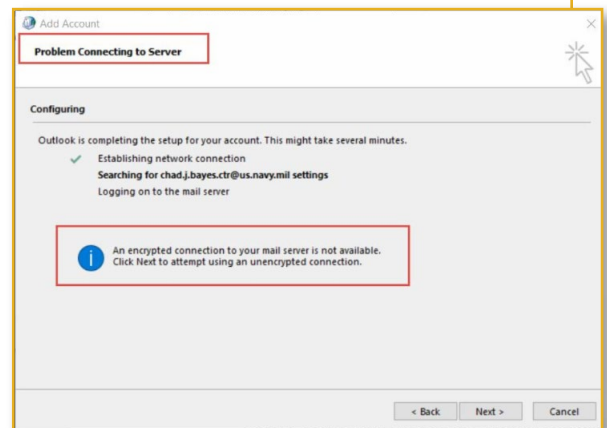 Add Account
Problem Connecting to Server
Configuring
Outlook is completing the setup for your account. This might take several minutes.
Establishing network connection
Searching for chad.j.bayes.ctr@us.navy.mil settings
Logging on to the mail server
An encrypted connection to your mail server is not available.
Click Next to attempt using an unencrypted connection.
< Back Next > Cancel